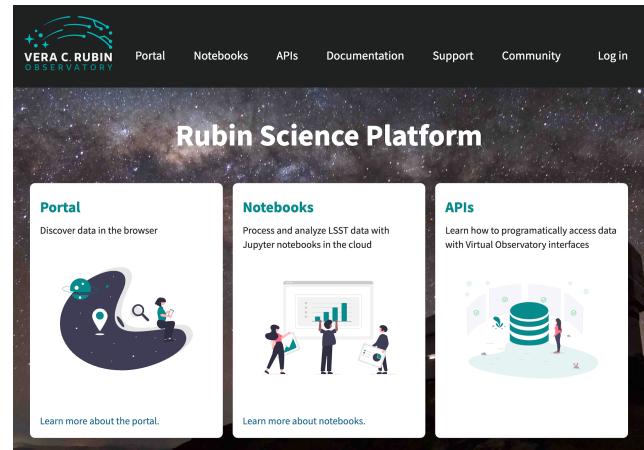 VERA C. RUBIN
OBSERVATORY
Portal Notebooks APIs Documentation Support Community Log in
Rubin Science Platform
Portal
Discover data in the browser
Learn more about the portal.
Notebooks
Process and analyze LSST data with
Jupyter notebooks in the cloud
Learn more about notebooks.
APIs
Learn how to programatically access data
with Virtual Observatory interfaces